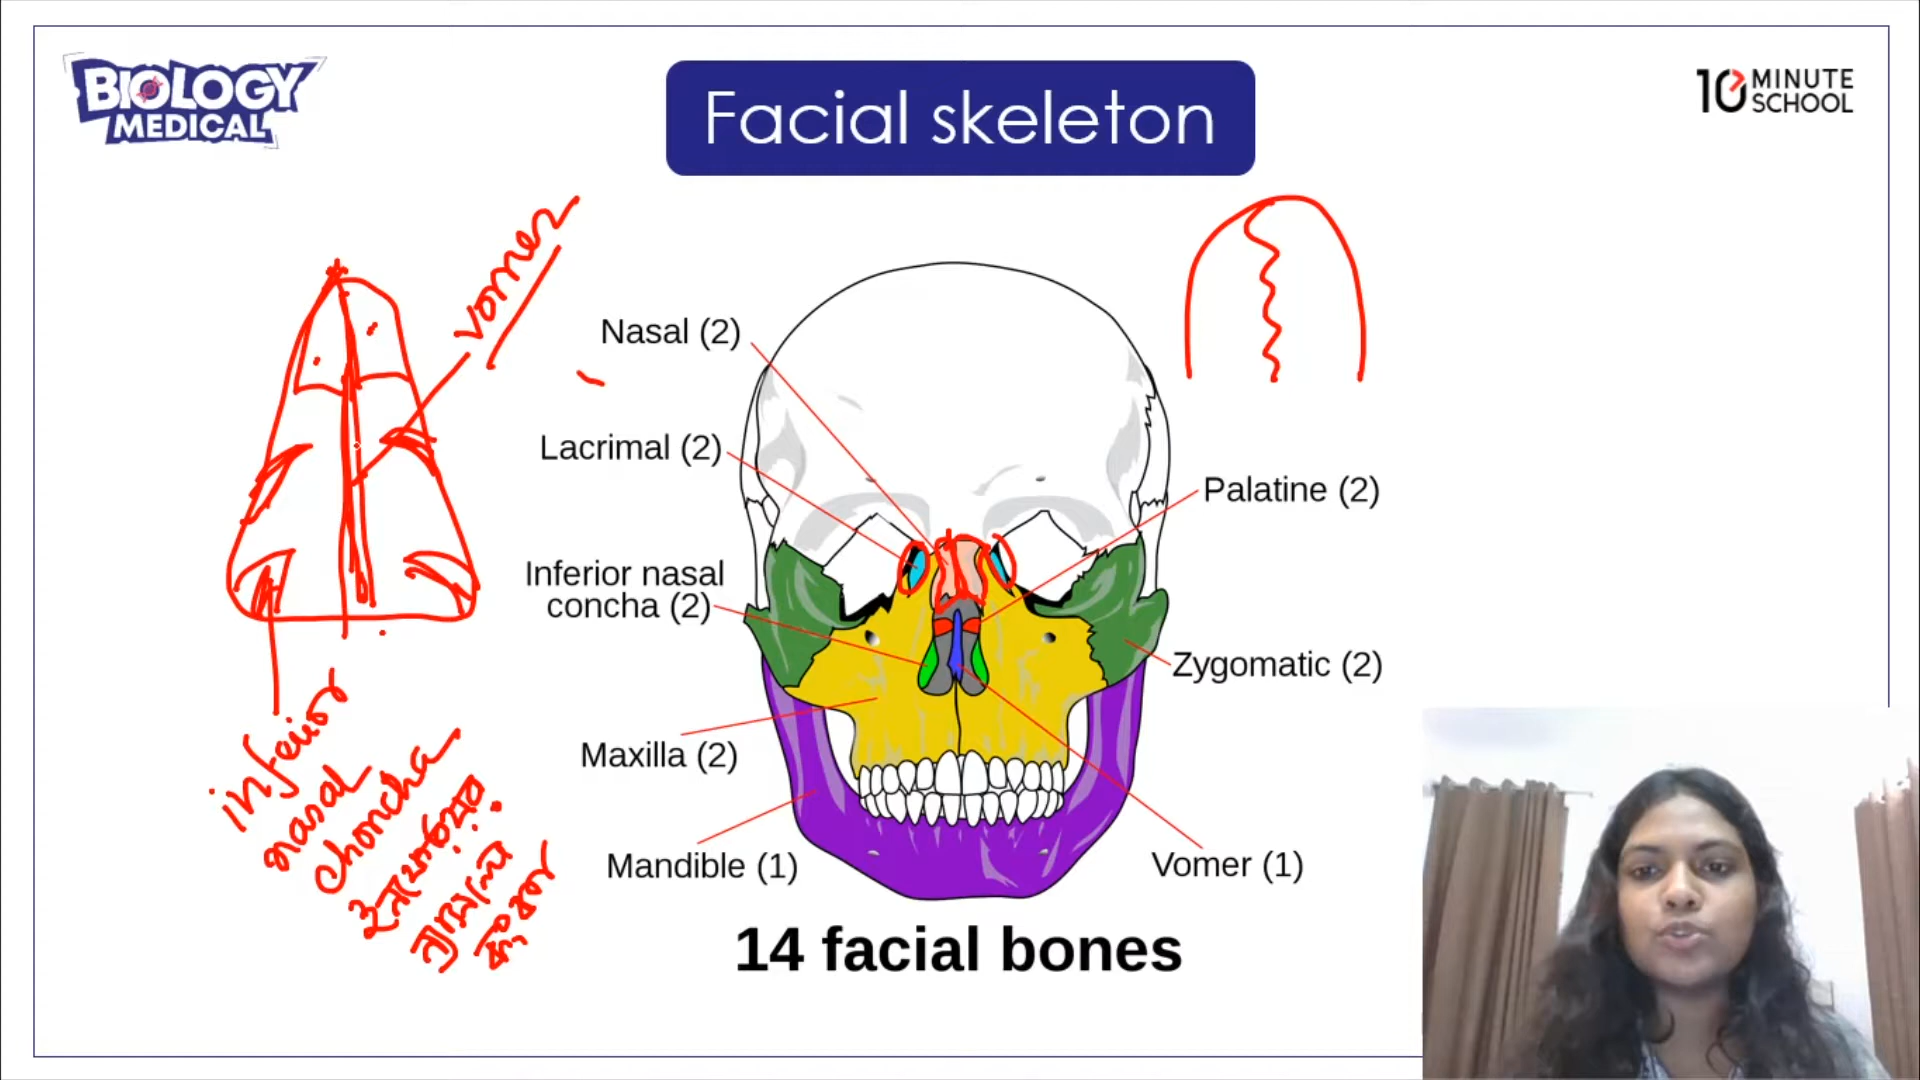 BIOLOGY
MEDICAL
Facial skeleton
10 MINUTE
SCHOOL
vomer
Nasal (2)
Lacrimal (2)
Palatine (2)
Inferior nasal
concha (2)
Zygomatic (2)
Maxilla (2)
Mandible (1)
Vomer (1)
inferior
nasal
choncha
14 facial bones